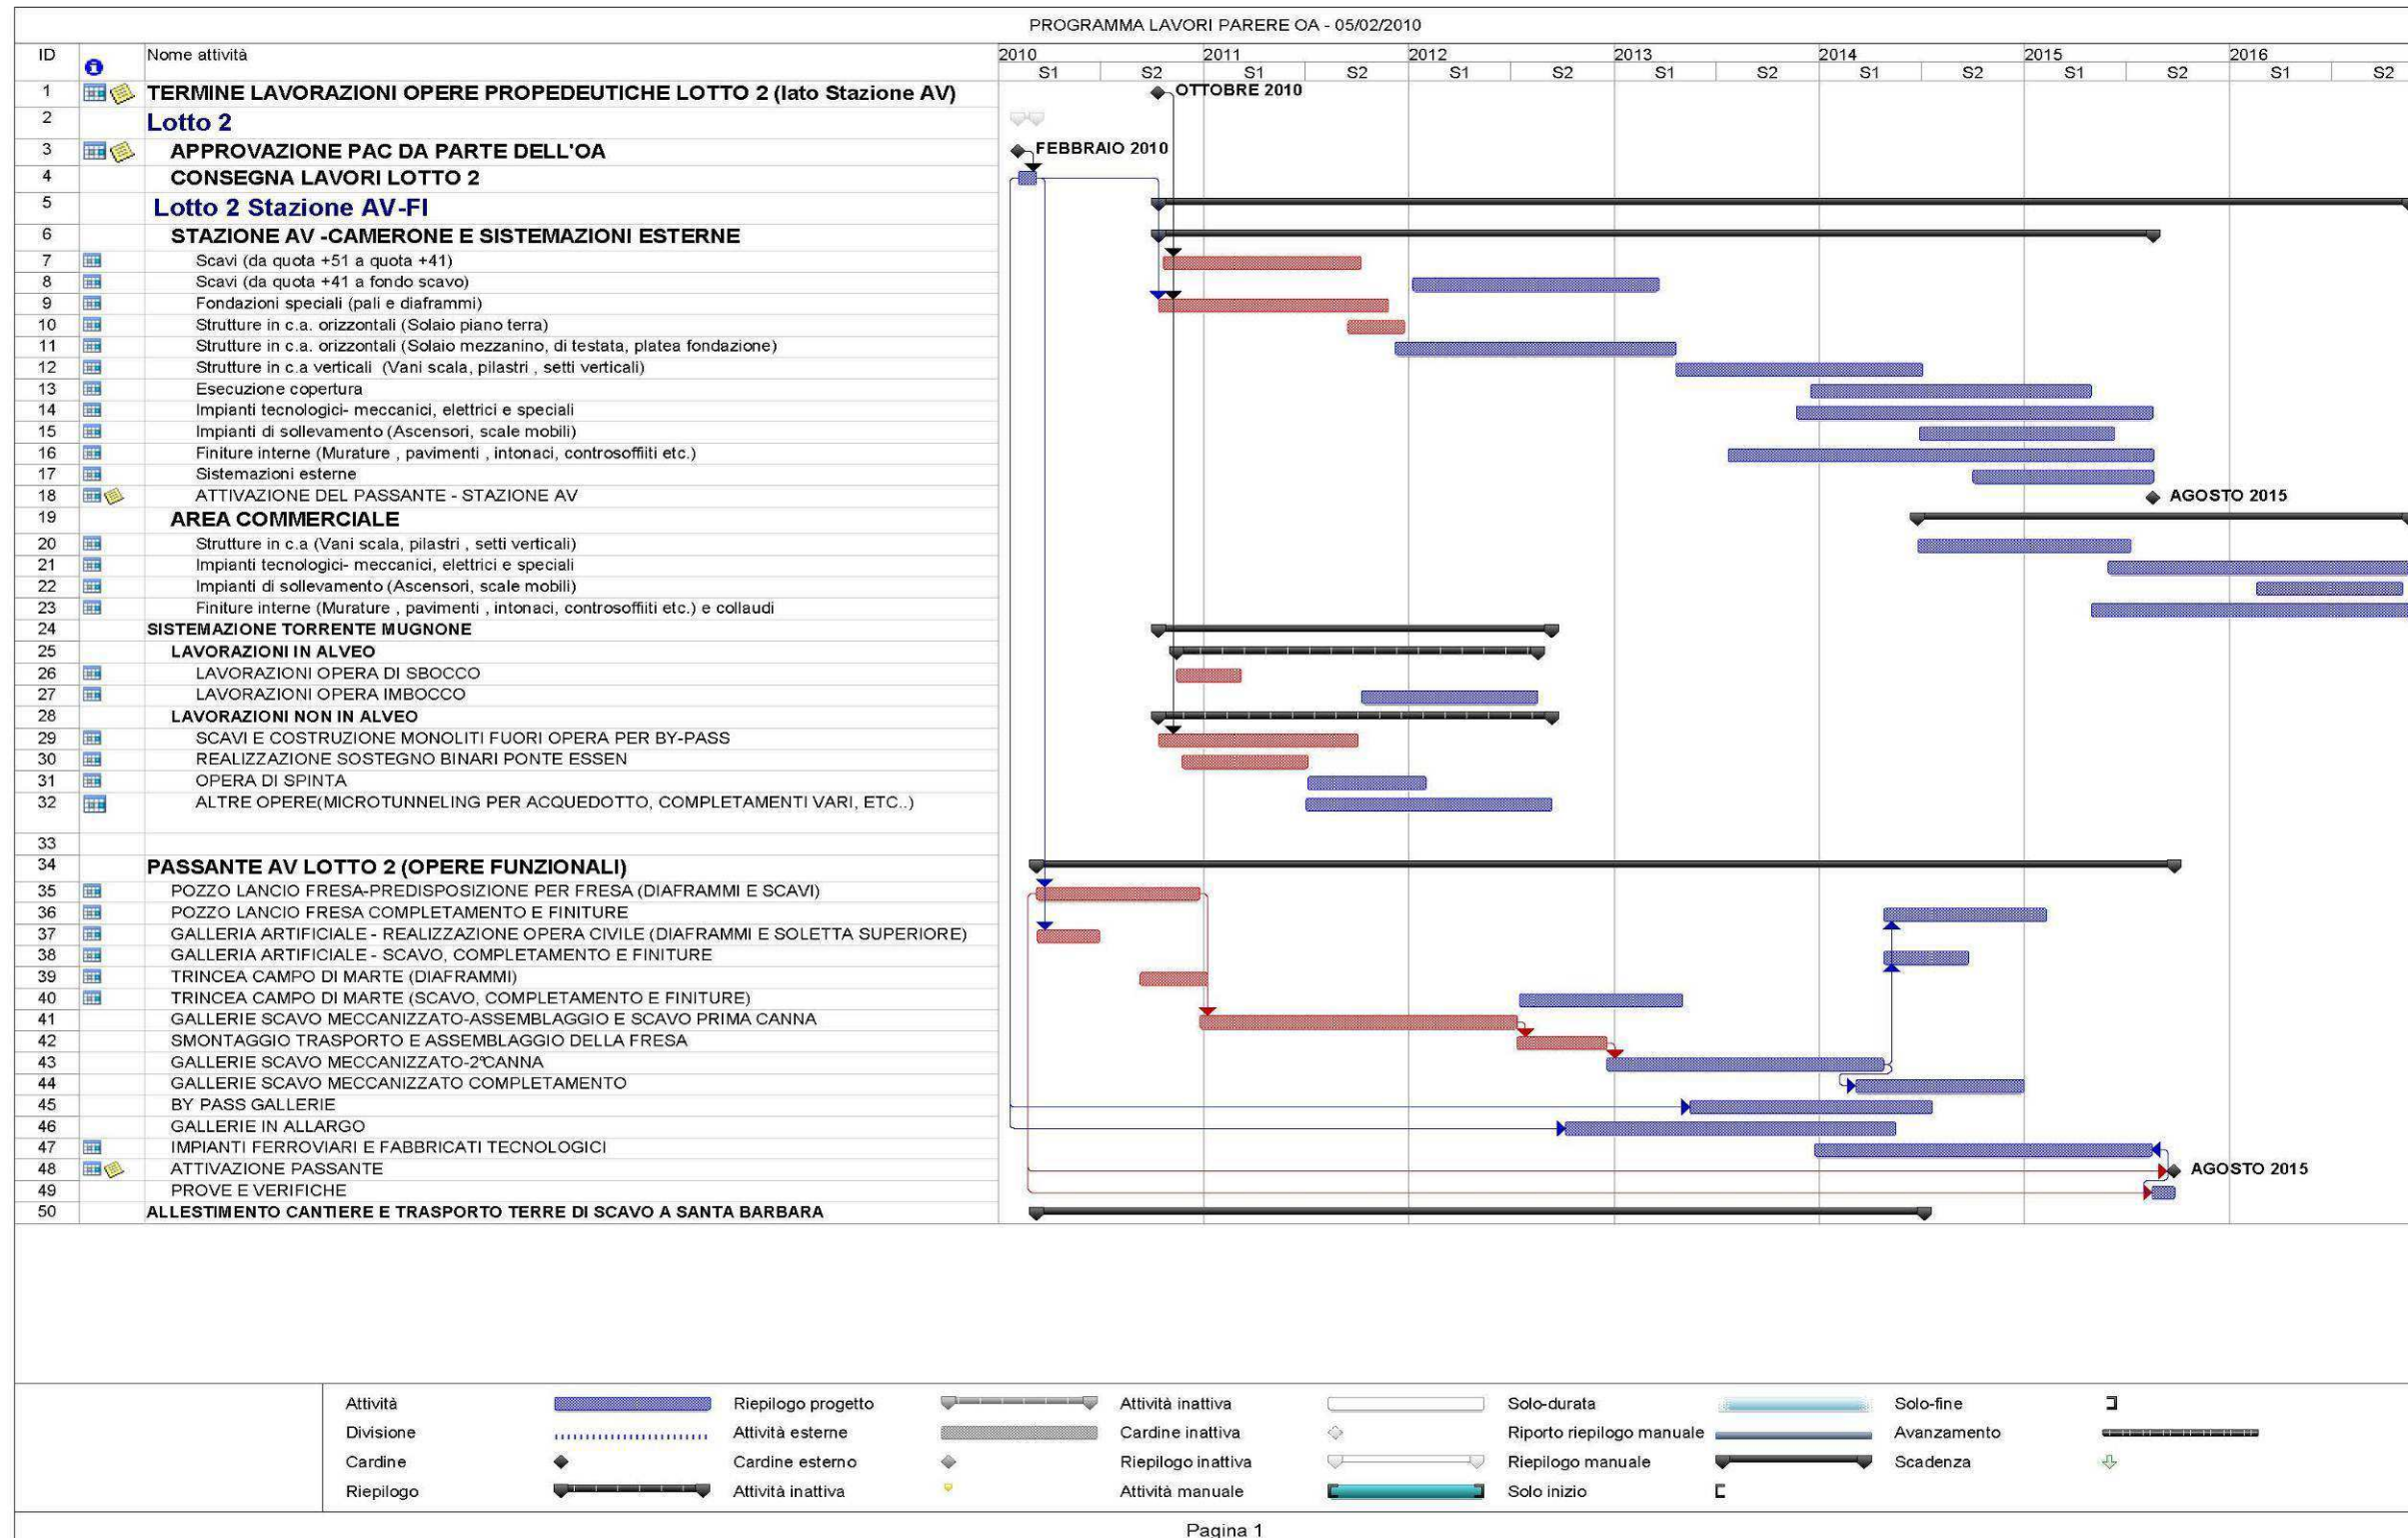 PROGRAMMA LAVORI PARERE OA - 05/02/2010
ID Nome attività 2010 2011 2012 2013 2014 2015 2016
S1 S2 S1 S2 S1 S2 S1 S2 S1 S2 S1 S2 S1 S2
1 TERMINE LAVORAZIONI OPERE PROPEDEUTICHE LOTTO 2 (lato Stazione AV) OTTOBRE 2010
2 Lotto 2
3 APPROVAZIONE PAC DA PARTE DELL'OA FEBBRAIO 2010
4 CONSEGNA LAVORI LOTTO 2
5 Lotto 2 Stazione AV-FI
6 STAZIONE AV -CAMERONE E SISTEMAZIONI ESTERNE
7 Scavi (da quota +51 a quota +41)
8 Scavi (da quota +41 a fondo scavo)
9 Fondazioni speciali (pali e diaframmi)
10 Strutture in c.a. orizzontali (Solaio piano terra)
11 Strutture in c.a. orizzontali (Solaio mezzanino, di testata, platea fondazione)
12 Strutture in c.a verticali (Vani scala, pilastri , setti verticali)
13 Esecuzione copertura
14 Impianti tecnologici- meccanici, elettrici e speciali
15 Impianti di sollevamento (Ascensori, scale mobili)
16 Finiture interne (Murature , pavimenti , intonaci, controsoffiiti etc.)
17 Sistemazioni esterne
18 ATTIVAZIONE DEL PASSANTE - STAZIONE AV AGOSTO 2015
19 AREA COMMERCIALE
20 Strutture in c.a (Vani scala, pilastri , setti verticali)
21 Impianti tecnologici- meccanici, elettrici e speciali
22 Impianti di sollevamento (Ascensori, scale mobili)
23 Finiture interne (Murature , pavimenti , intonaci, controsoffiiti etc.) e collaudi
24 SISTEMAZIONE TORRENTE MUGNONE
25 LAVORAZIONI IN ALVEO
26 LAVORAZIONI OPERA DI SBOCCO
27 LAVORAZIONI OPERA IMBOCCO
28 LAVORAZIONI NON IN ALVEO
29 SCAVI E COSTRUZIONE MONOLITI FUORI OPERA PER BY-PASS
30 REALIZZAZIONE SOSTEGNO BINARI PONTE ESSEN
31 OPERA DI SPINTA
32 ALTRE OPERE(MICROTUNNELING PER ACQUEDOTTO, COMPLETAMENTI VARI, ETC..)
33
34 PASSANTE AV LOTTO 2 (OPERE FUNZIONALI)
35 POZZO LANCIO FRESA-PREDISPOSIZIONE PER FRESA (DIAFRAMMI E SCAVI)
36 POZZO LANCIO FRESA COMPLETAMENTO E FINITURE
37 GALLERIA ARTIFICIALE - REALIZZAZIONE OPERA CIVILE (DIAFRAMMI E SOLETTA SUPERIORE)
38 GALLERIA ARTIFICIALE - SCAVO, COMPLETAMENTO E FINITURE
39 TRINCEA CAMPO DI MARTE (DIAFRAMMI)
40 TRINCEA CAMPO DI MARTE (SCAVO, COMPLETAMENTO E FINITURE)
41 GALLERIE SCAVO MECCANIZZATO-ASSEMBLAGGIO E SCAVO PRIMA CANNA
42 SMONTAGGIO TRASPORTO E ASSEMBLAGGIO DELLA FRESA
43 GALLERIE SCAVO MECCANIZZATO-2°CANNA
44 GALLERIE SCAVO MECCANIZZATO COMPLETAMENTO
45 BY PASS GALLERIE
46 GALLERIE IN ALLARGO
47 IMPIANTI FERROVIARI E FABBRICATI TECNOLOGICI
48 ATTIVAZIONE PASSANTE AGOSTO 2015
49 PROVE E VERIFICHE
50 ALLESTIMENTO CANTIERE E TRASPORTO TERRE DI SCAVO A SANTA BARBARA
Attività Riepilogo progetto Attività inattiva Solo-durata Solo-fine
Divisione Attività esterne Cardine inattiva Riporto riepilogo manuale Avanzamento
Cardine Cardine esterno Riepilogo inattiva Riepilogo manuale Scadenza
Riepilogo Attività inattiva Attività manuale Solo inizio
Pagina 1